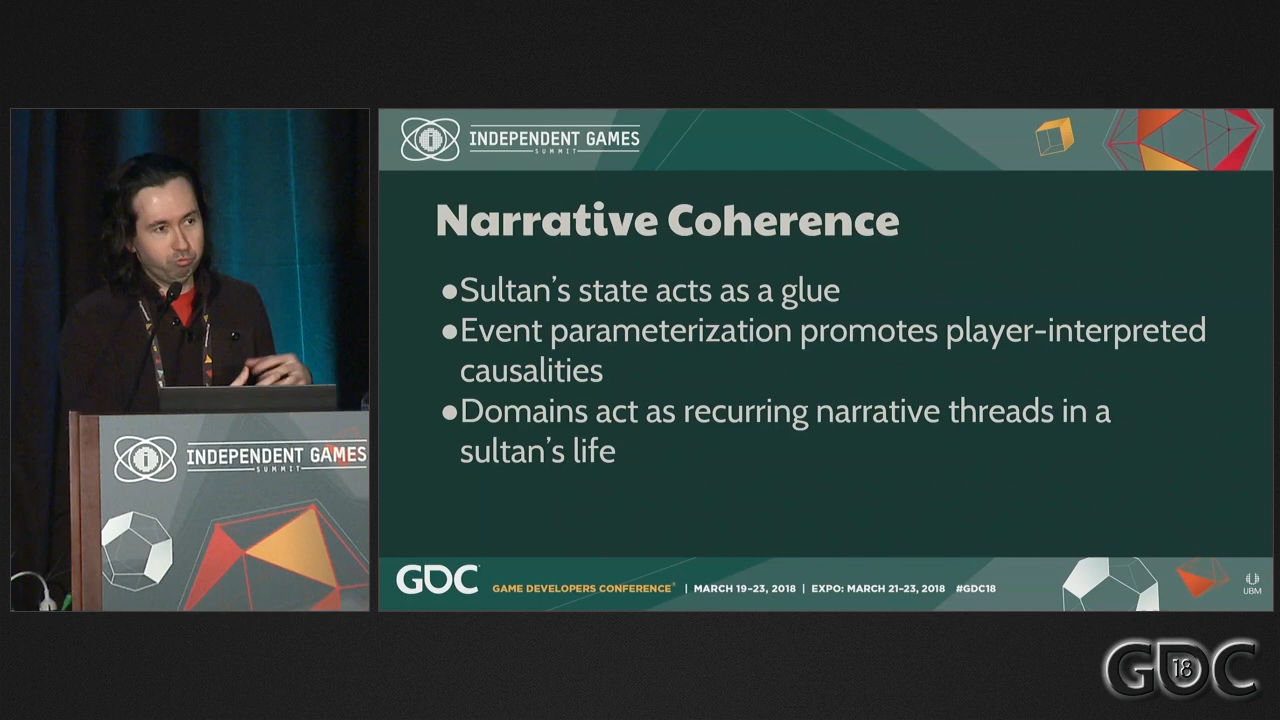 INDEPENDENT GAMES
SUMMIT
Narrative Coherence
●Sultan's state acts as a glue
●Event parameterization promotes player-interpreted
causalities
●Domains act as recurring narrative threads in a
sultan's life
INDEPENDENT GAMES
SUMMIT
GDC
GAME DEVELOPERS CONFERENCE® | MARCH 19–23, 2018 | EXPO: MARCH 21–23, 2018 #GDC18
UBM
GDC
18